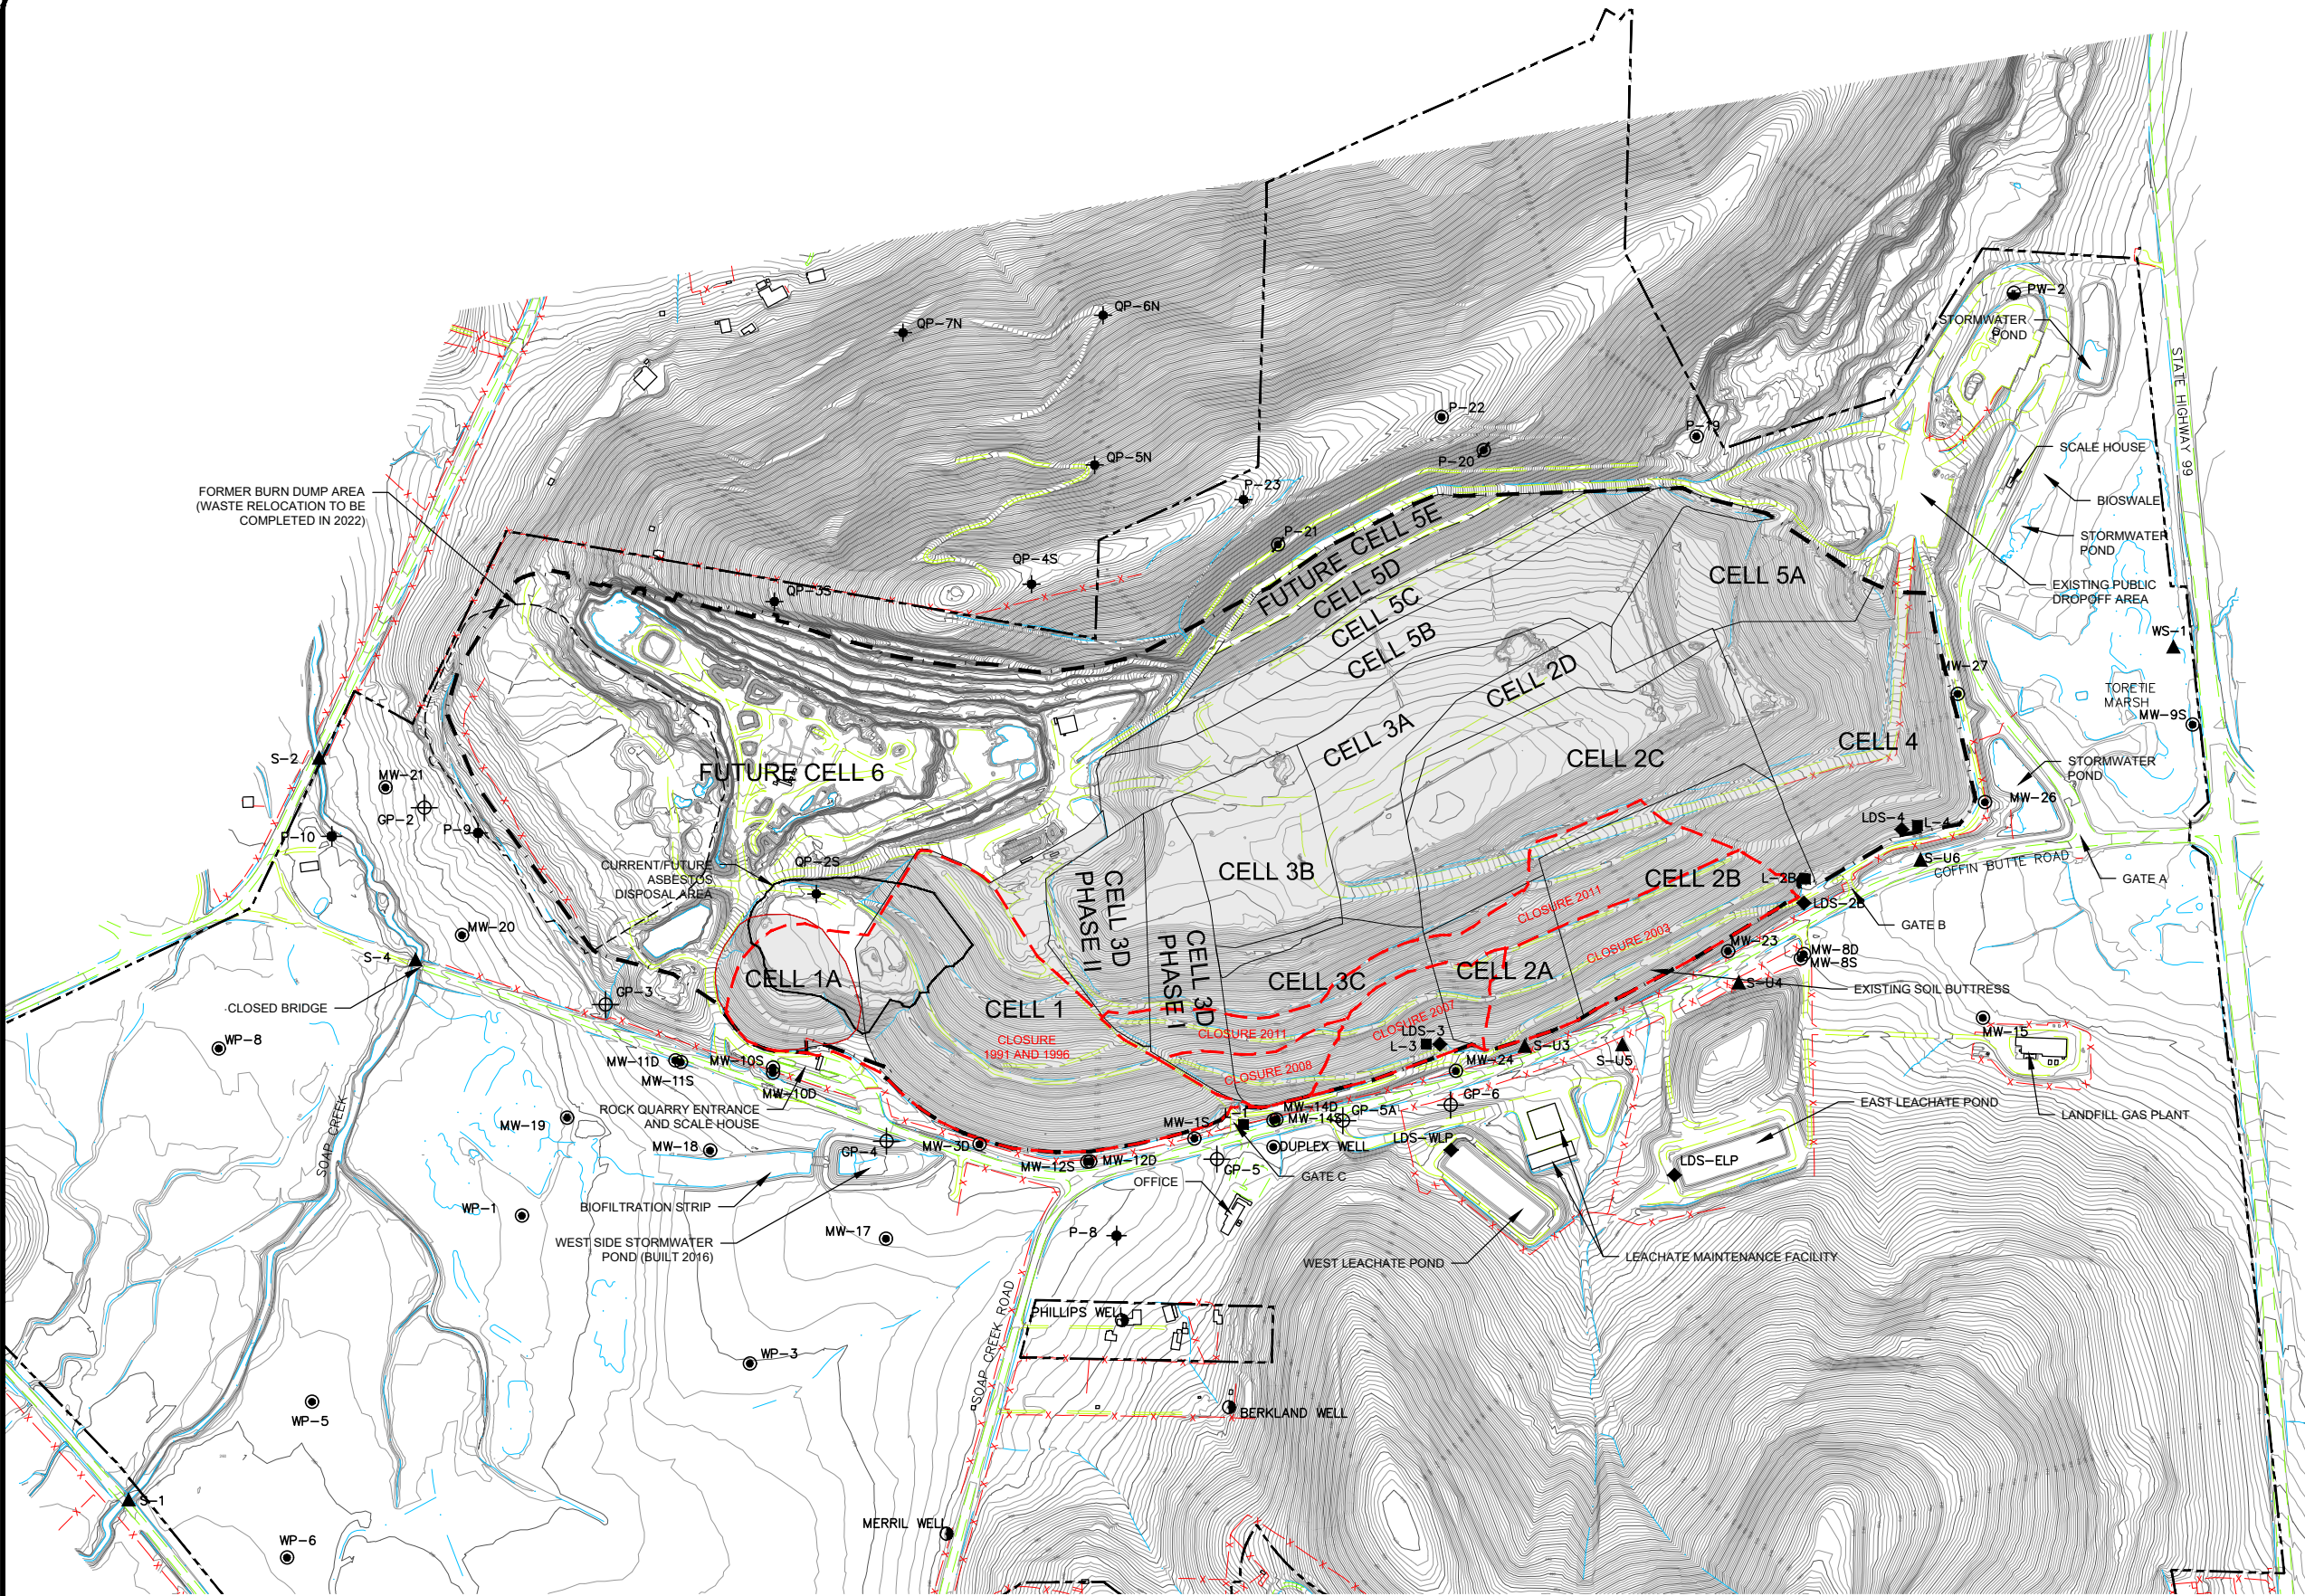 PW-2
STORMWATER
POND
QP-6N
QP-7N
STATE HIGHWAY 99
P-22
P-19
P-20
SCALE HOUSE
QP-5N
P-23
FORMER BURN DUMP AREA
(WASTE RELOCATION TO BE
COMPLETED IN 2022)
BIOSWALE
STORMWATER
POND
P-21
FUTURE CELL 5E
CELL 5D
CELL 5C
CELL 5B
CELL 5A
QP-4S
QP-3S
EXISTING PUBLIC
DROPOFF AREA
WS-1
MW-27
TORETIE
MARSH
MW-9S
CELL 2D
CELL 3A
CELL 2C
CELL 4
S-2
MW-21
GP-2
FUTURE CELL 6
STORMWATER
POND
MW-26
P-10
P-9
LDS-4
L-4
S-U6
COFFIN BUTTE ROAD
GATE A
CURRENT/FUTURE
ASBESTOS
DISPOSAL AREA
QP-2S
CELL 3B
CELL 2B
L-2B
LDS-2B
GATE B
CELL 3D
PHASE II
CELL 3D
PHASE I
CLOSURE 2011
CLOSURE 2003
MW-20
S-4
MW-23
MW-8D
MW-8S
CELL 1A
CELL 3C
CELL 2A
S-U4
EXISTING SOIL BUTTRESS
CLOSED BRIDGE
GP-3
CELL 1
CLOSURE
1991 AND 1996
CLOSURE 2011
CLOSURE 2007
LDS-3
L-3
S-U3
S-U5
MW-15
WP-8
MW-11D
MW-11S
MW-10S
MW-10D
CLOSURE 2008
MW-24
ROCK QUARRY ENTRANCE
AND SCALE HOUSE
GP-6
EAST LEACHATE POND
LANDFILL GAS PLANT
MW-19
MW-18
GP-4
MW-3D
MW-1S
L-1
MW-14D
MW-14S
GP-5A
DUPLEX WELL
LDS-WLP
SOAP CREEK
MW-12S
MW-12D
GP-5
GATE C
LDS-ELP
OFFICE
BIOFILTRATION STRIP
WP-1
WEST SIDE STORMWATER
POND (BUILT 2016)
MW-17
P-8
WEST LEACHATE POND
LEACHATE MAINTENANCE FACILITY
SOAP CREEK ROAD
PHILLIPS WELL
WP-3
WP-5
BERKLAND WELL
S-1
MERRIL WELL
WP-6